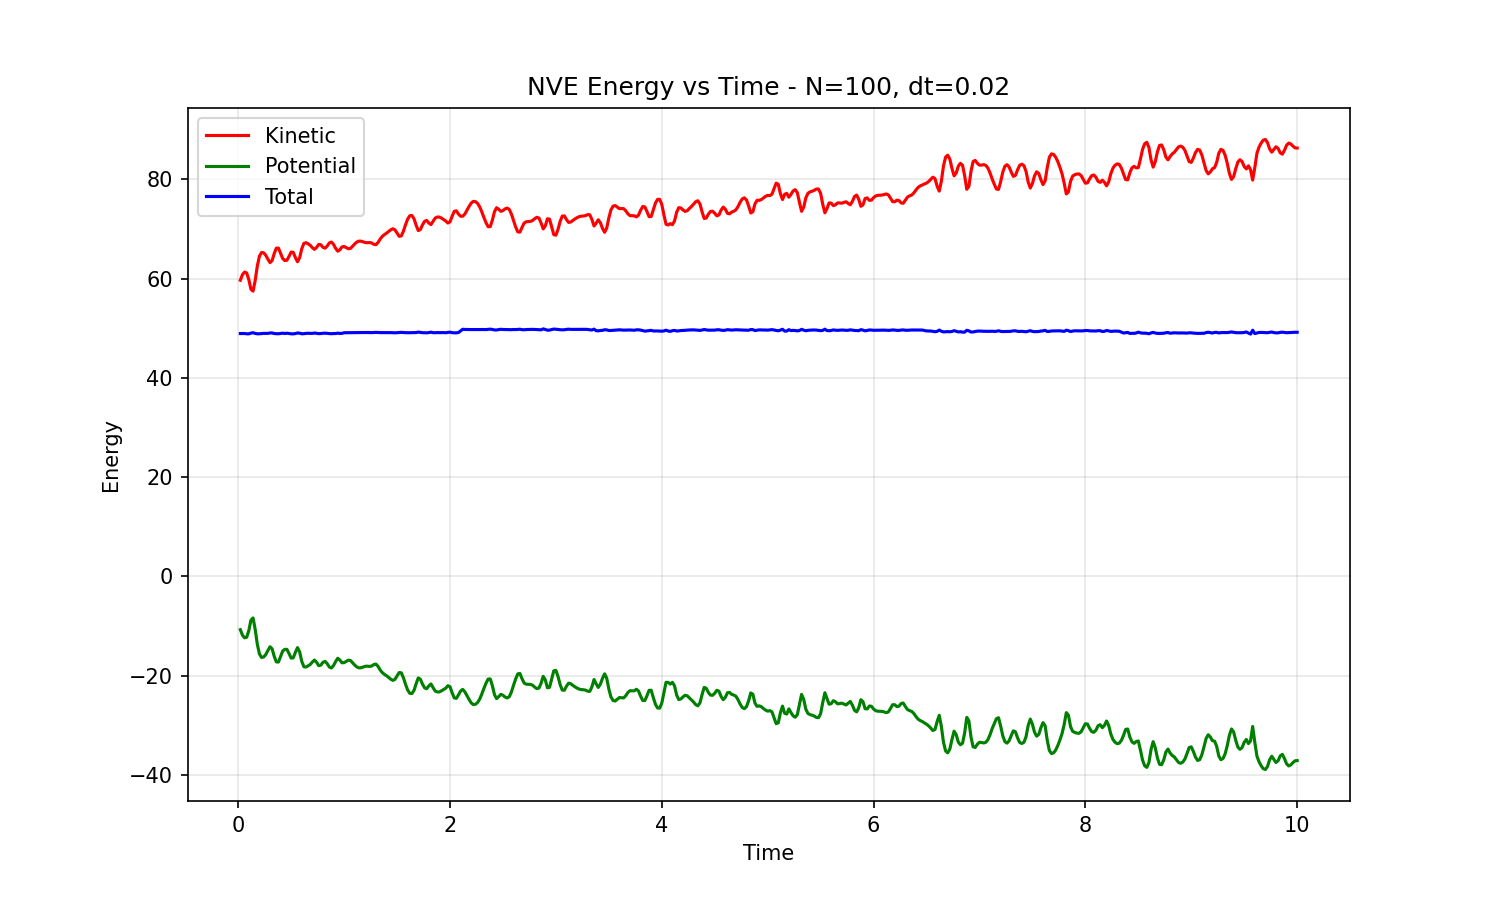 NVE Energy vs Time - N=100, dt=0.02
Kinetic
Potential
Total
80
60
40
20
0
−20
−40
Energy
0 2 4 6 8 10
Time